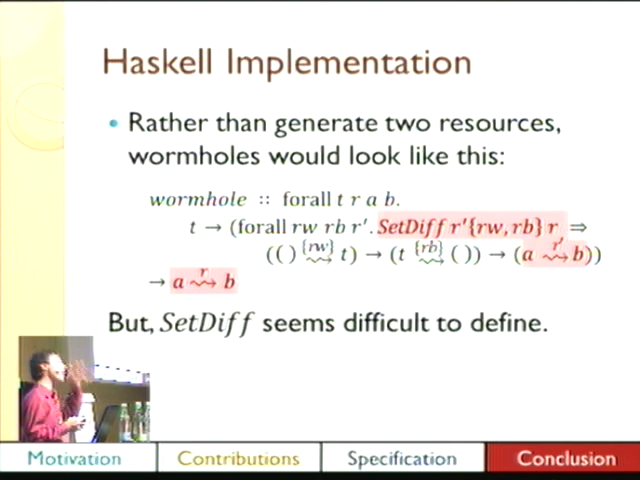 Haskell Implementation
• Rather than generate two resources,
wormholes would look like this:
wormhole :: forall t r a b.
t → (forall rw rb r'. SetDiff r'{rw, rb} r ⇒
(() {rw}⇝ t) → (t {rb}⇝ ()) → (a r'⇝ b))
→ a r⇝ b
But, SetDiff seems difficult to define.
Motivation
Contributions
Specification
Conclusion